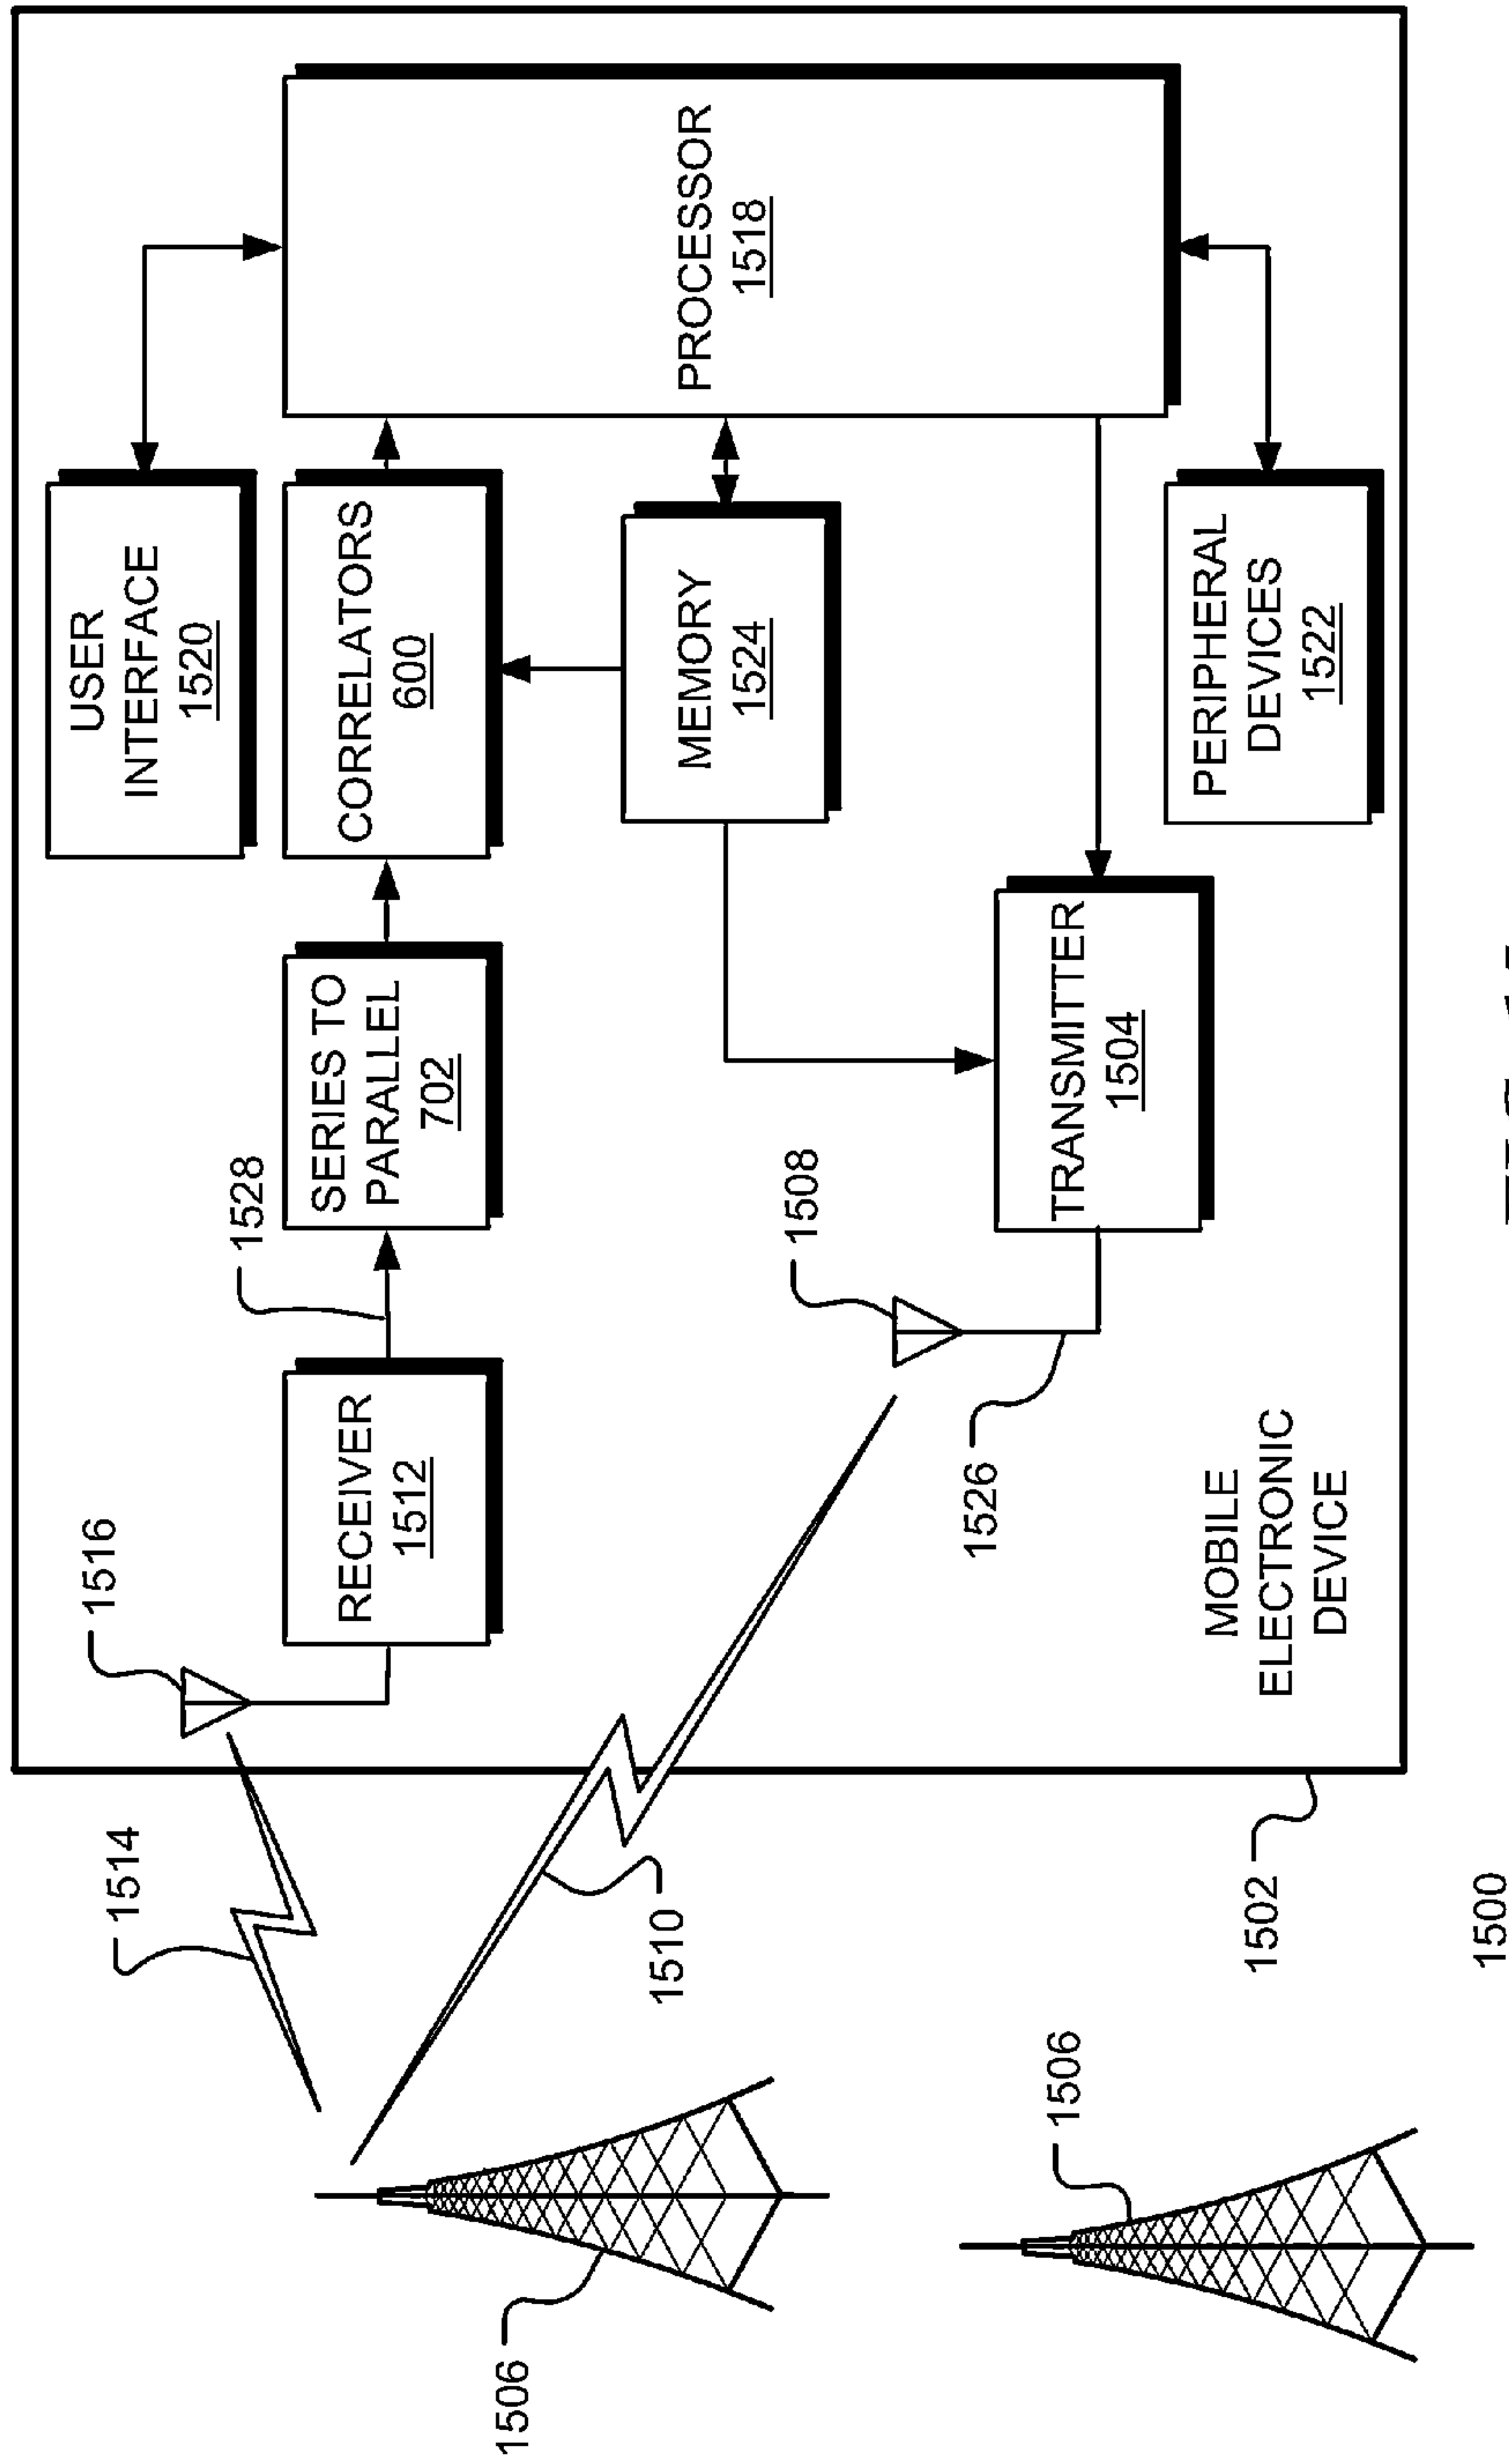 1514
1516
1528
USER
INTERFACE
1520
RECEIVER
1512
SERIES TO
PARALLEL
702
CORRELATORS
600
PROCESSOR
1518
1506
1510
1508
MEMORY
1524
1526
TRANSMITTER
1504
1506
1502
MOBILE
ELECTRONIC
DEVICE
PERIPHERAL
DEVICES
1522
1500